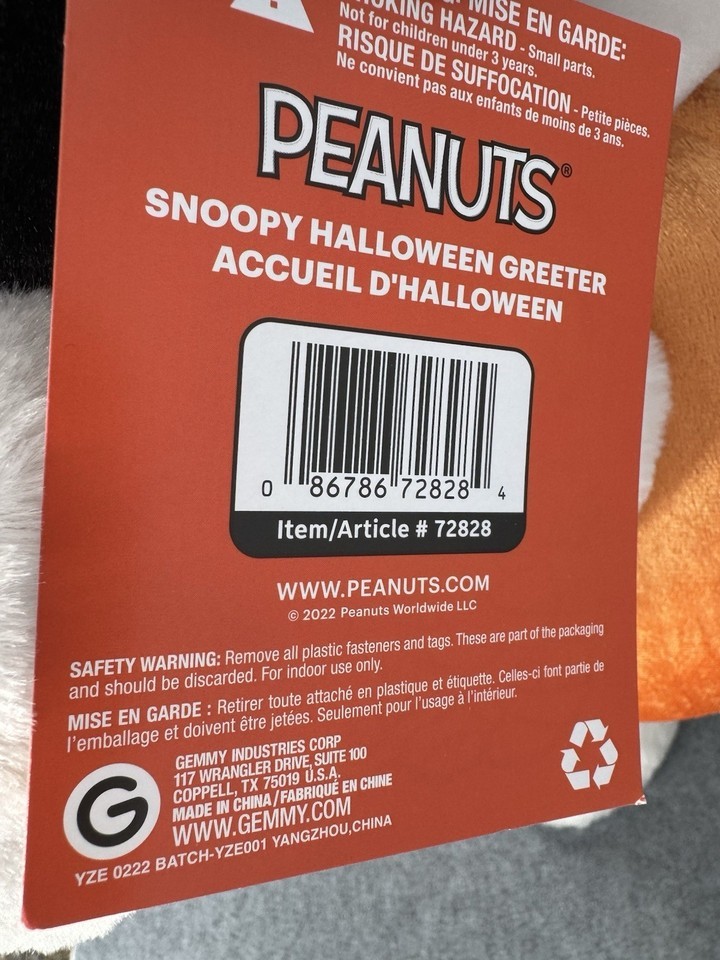 MISE EN GARDE:
HAZARD - Small parts.
Not for children under 3 years.
RISQUE DE SUFFOCATION - Petite pièces.
Ne convient pas aux enfants de moins de 3 ans.
PEANUTS®
SNOOPY HALLOWEEN GREETER
ACCUEIL D'HALLOWEEN
0 86786 72828 4
Item/Article # 72828
WWW.PEANUTS.COM
© 2022 Peanuts Worldwide LLC
SAFETY WARNING: Remove all plastic fasteners and tags. These are part of the packaging
and should be discarded. For indoor use only.
MISE EN GARDE : Retirer toute attaché en plastique et étiquette. Celles-ci font partie de
l'emballage et doivent être jetées. Seulement pour l'usage à l'intérieur.
G
GEMMY INDUSTRIES CORP
117 WRANGLER DRIVE, SUITE 100
COPPELL, TX 75019 U.S.A.
MADE IN CHINA/FABRIQUÉ EN CHINE
WWW.GEMMY.COM
YZE 0222 BATCH-YZE001 YANGZHOU,CHINA